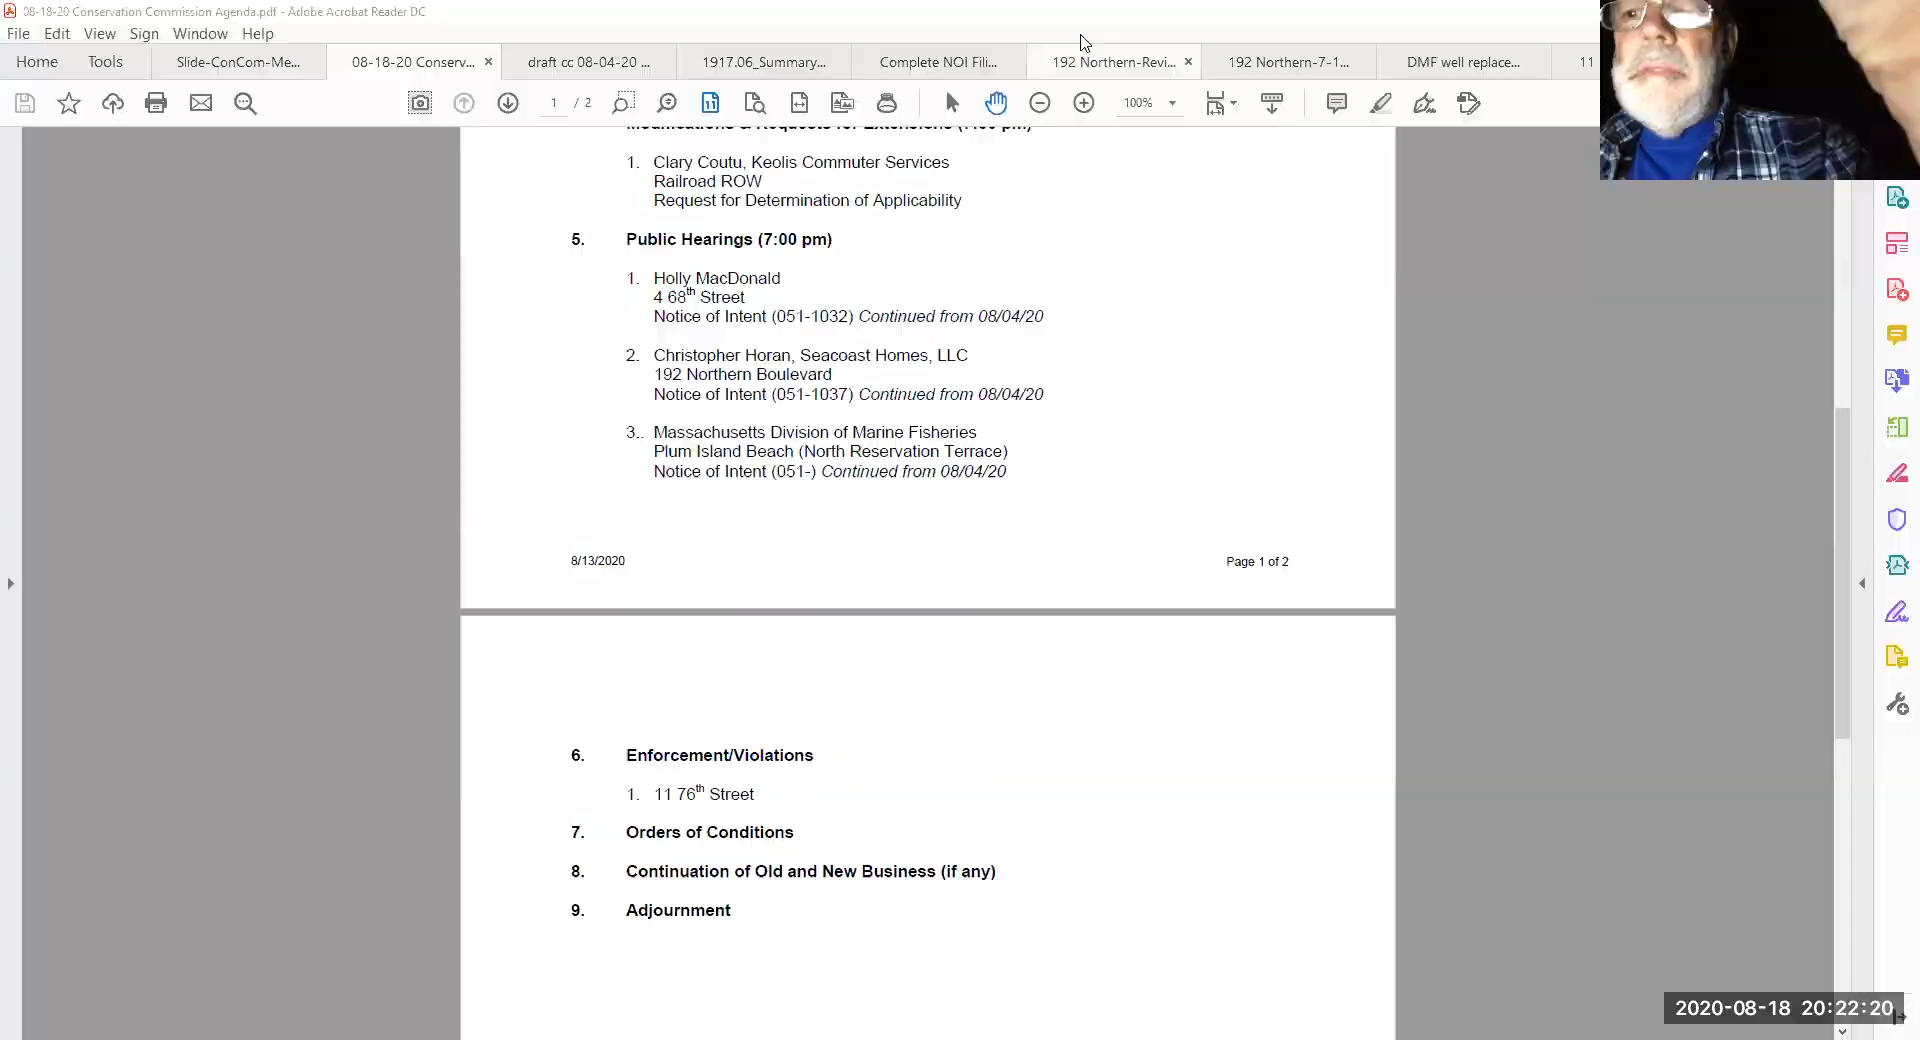 08-18-20 Conservation Commission Agenda.pdf - Adobe Acrobat Reader DC
File Edit View Sign Window Help
Home Tools Slide-ConCom-Me... 08-18-20 Conserv... draft cc 08-04-20 ... 1917.06_Summary... Complete NOI Fili... 192 Northern-Revi... 192 Northern-7-1... DMF well replace... 11
1 / 2 100%
Modifications & Requests for Extensions (7:00 pm)
1. Clary Coutu, Keolis Commuter Services
Railroad ROW
Request for Determination of Applicability
5. Public Hearings (7:00 pm)
1. Holly MacDonald
4 68th Street
Notice of Intent (051-1032) Continued from 08/04/20
2. Christopher Horan, Seacoast Homes, LLC
192 Northern Boulevard
Notice of Intent (051-1037) Continued from 08/04/20
3.. Massachusetts Division of Marine Fisheries
Plum Island Beach (North Reservation Terrace)
Notice of Intent (051-) Continued from 08/04/20
8/13/2020 Page 1 of 2
6. Enforcement/Violations
1. 11 76th Street
7. Orders of Conditions
8. Continuation of Old and New Business (if any)
9. Adjournment
2020-08-18 20:22:20